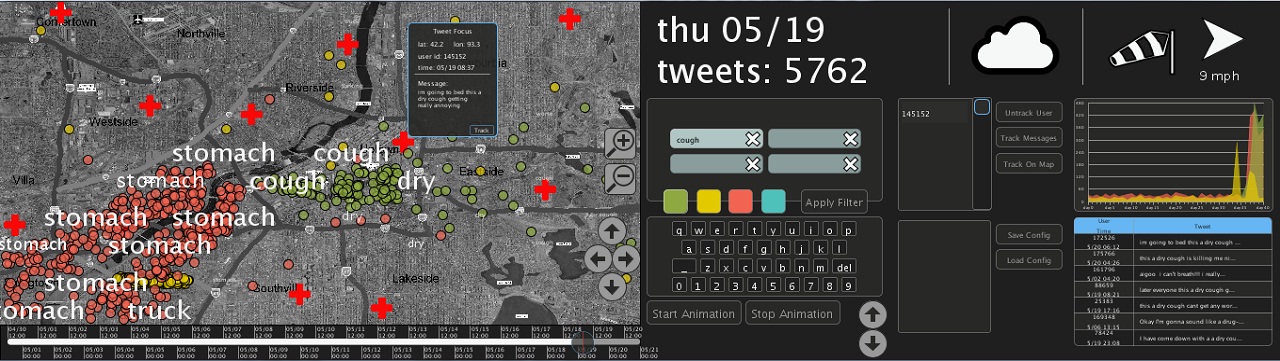 Northville
Riverside
Westside
Villa
Lakeside
stomach
cough
stomach
cough
dry
stomach
stomach
dry
stomach
dry
stomach
stomach
truck
Tweet Focus
lat: 42.2 lon: 93.3
user id: 145152
time: 05/19 08:37
Message:
im going to bed this a
dry cough getting
really annoying
Track
04/30 05/01 05/02 05/03 05/04 05/05 05/06 05/07 05/08 05/09 05/10 05/11 05/12 05/13 05/14 05/15 05/16 05/17 05/18 05/19 05/20
12:00 12:00 12:00 12:00 12:00 12:00 12:00 12:00 12:00 12:00 12:00 12:00 12:00 12:00 12:00 12:00 12:00 12:00 12:00 12:00 12:00
05/01 05/02 05/03 05/04 05/05 05/06 05/07 05/08 05/09 05/10 05/11 05/12 05/13 05/14 05/15 05/16 05/17 05/18 05/19 05/20 05/21
00:00 00:00 00:00 00:00 00:00 00:00 00:00 00:00 00:00 00:00 00:00 00:00 00:00 00:00 00:00 00:00 00:00 00:00 00:00 00:00 00:00
thu 05/19
tweets: 5762
9 mph
cough
Apply Filter
q w e r t y u i o p
a s d f g h j k l
_ z x c v b n m del
0 1 2 3 4 5 6 7 8 9
Start Animation
Stop Animation
145152
Untrack User
Track Messages
Track On Map
Save Config
Load Config
User
Time
Tweet
172526
5/20 06:12
im going to bed this a dry cough ...
175766
5/20 04:26
this a dry cough is killing me ni...
161796
5/02 04:20
aigoo i can't breath!!! i really...
88659
5/19 08:21
later everyone this a dry cough g...
25183
5/19 17:16
this a dry cough cant get any wor...
169348
5/06 13:15
Okay I'm gonna sound like a drug-...
78424
5/19 23:08
I have come down with a a dry cou...